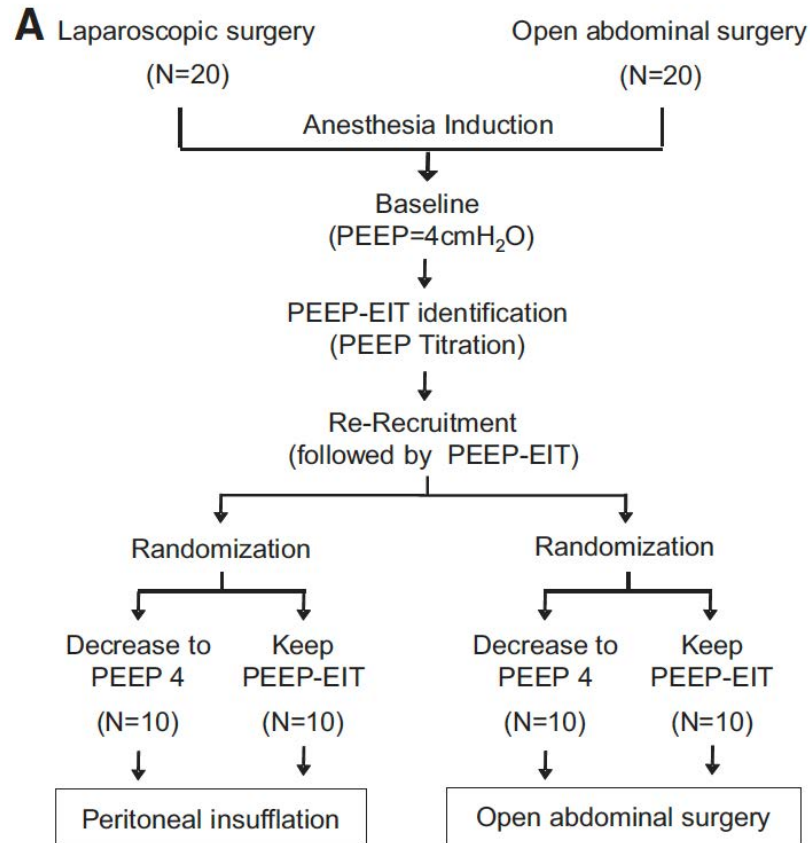 A Laparoscopic surgery Open abdominal surgery
(N=20) (N=20)
Anesthesia Induction
Baseline
(PEEP=4cmH₂O)
PEEP-EIT identification
(PEEP Titration)
Re-Recruitment
(followed by PEEP-EIT)
Randomization Randomization
Decrease to Keep Decrease to Keep
PEEP 4 PEEP-EIT PEEP 4 PEEP-EIT
(N=10) (N=10) (N=10) (N=10)
Peritoneal insufflation Open abdominal surgery